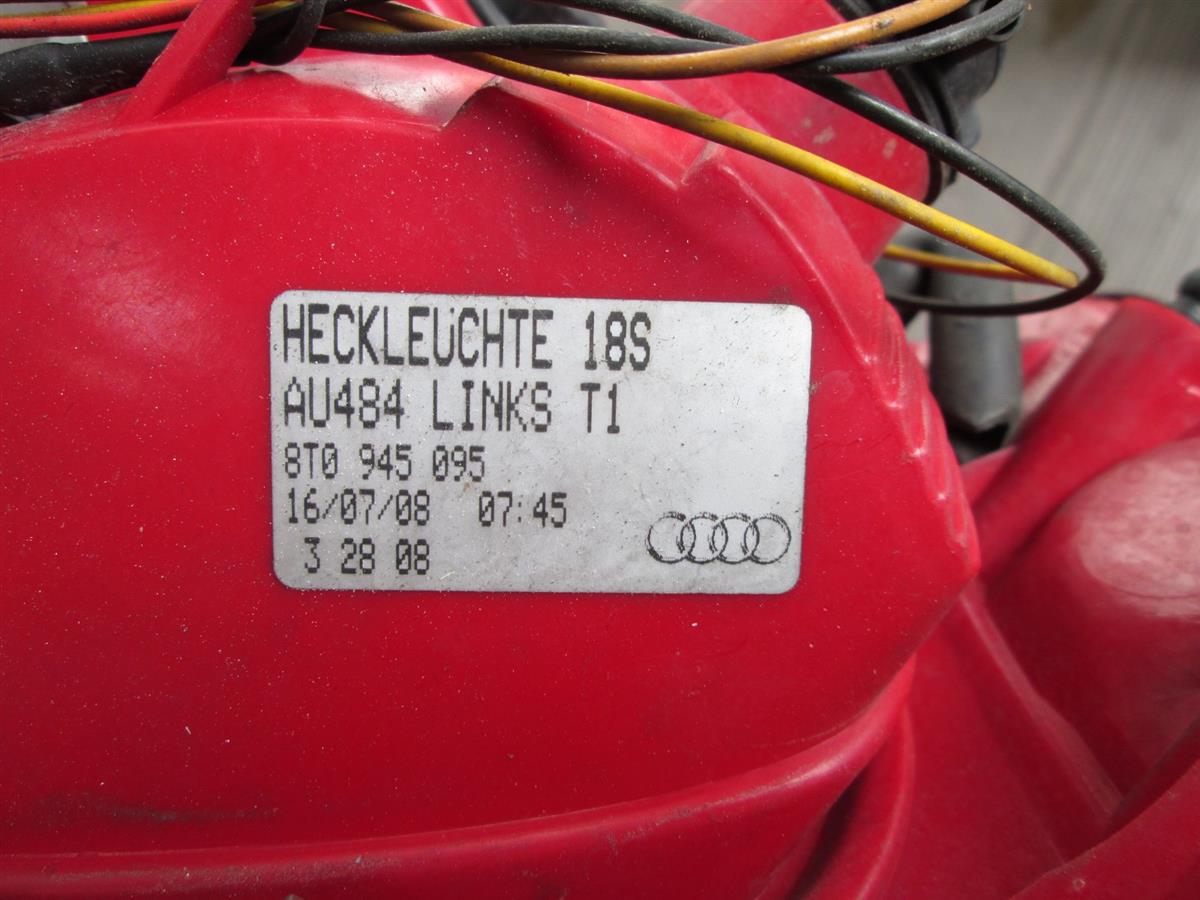 HECKLEUCHTE 18S
AU484 LINKS T1
8T0 945 095
16/07/08 07:45
3 28 08